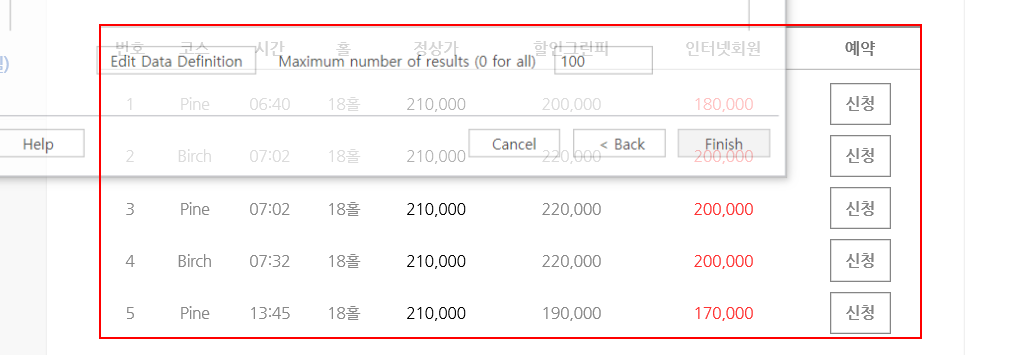 번호 코스 시간 홀 정상가 할인그린피 인터넷회원 예약
Edit Data Definition Maximum number of results (0 for all) 100
1 Pine 06:40 18홀 210,000 200,000 180,000 신청
Help Cancel < Back Finish
2 Birch 07:02 18홀 210,000 220,000 200,000 신청
3 Pine 07:02 18홀 210,000 220,000 200,000 신청
4 Birch 07:32 18홀 210,000 220,000 200,000 신청
5 Pine 13:45 18홀 210,000 190,000 170,000 신청